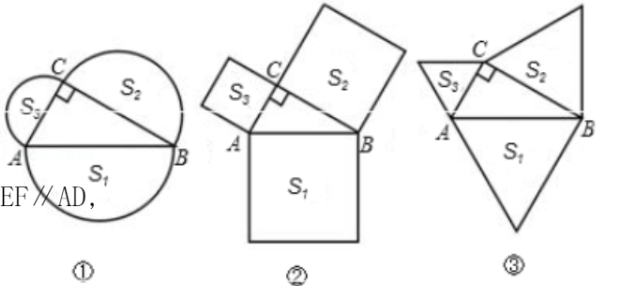 C S₂ S₃ A B S₁
EF∥AD,
①
C S₂ S₃ A B S₁
②
C S₂ S₃ A B S₁
③